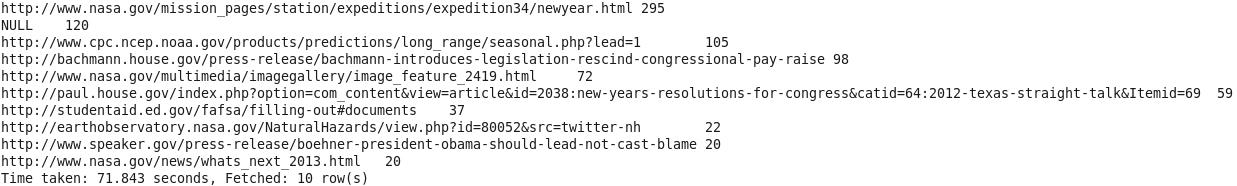 http://www.nasa.gov/mission_pages/station/expeditions/expedition34/newyear.html 295
NULL    120
http://www.cpc.ncep.noaa.gov/products/predictions/long_range/seasonal.php?lead=1        105
http://bachmann.house.gov/press-release/bachmann-introduces-legislation-rescind-congressional-pay-raise 98
http://www.nasa.gov/multimedia/imagegallery/image_feature_2419.html     72
http://paul.house.gov/index.php?option=com_content&view=article&id=2038:new-years-resolutions-for-congress&catid=64:2012-texas-straight-talk&Itemid=69  59
http://studentaid.ed.gov/fafsa/filling-out#documents    37
http://earthobservatory.nasa.gov/NaturalHazards/view.php?id=80052&src=twitter-nh        22
http://www.speaker.gov/press-release/boehner-president-obama-should-lead-not-cast-blame 20
http://www.nasa.gov/news/whats_next_2013.html   20
Time taken: 71.843 seconds, Fetched: 10 row(s)